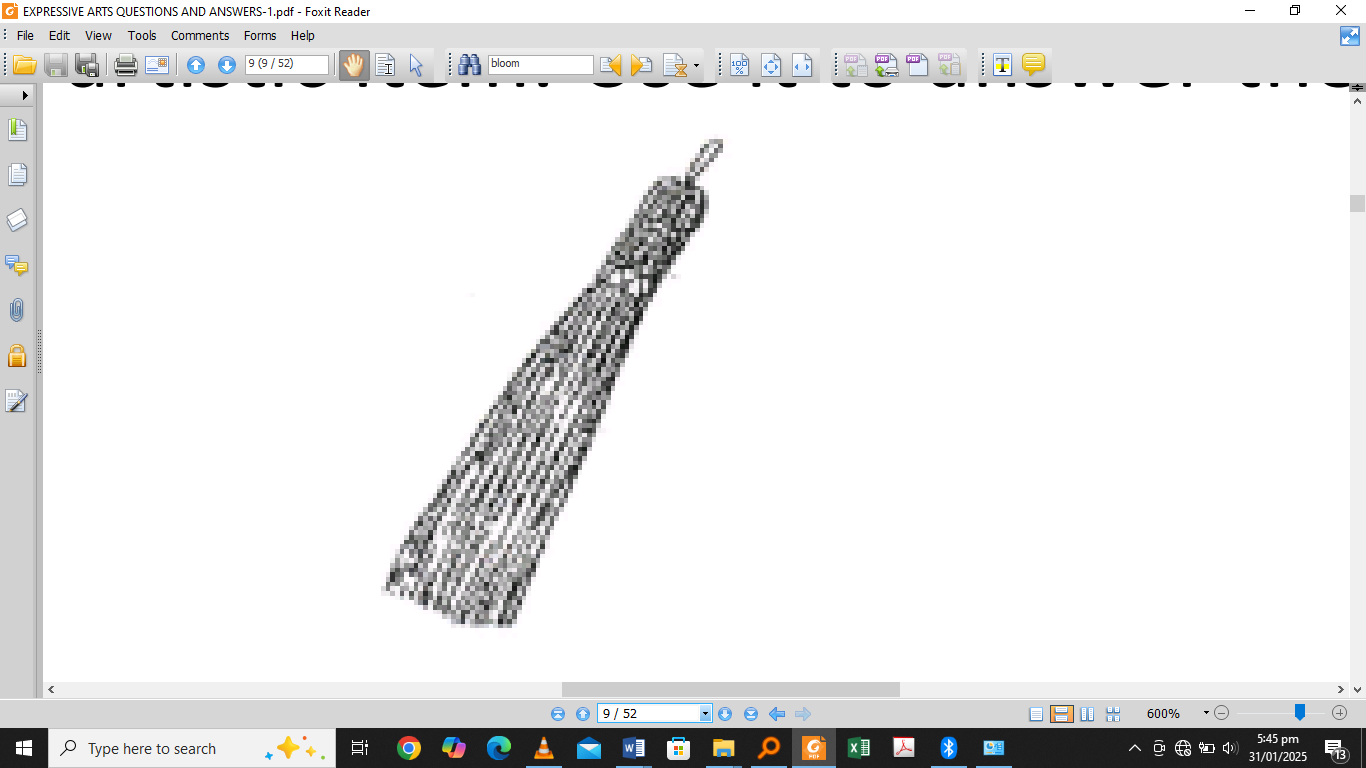 EXPRESSIVE ARTS QUESTIONS AND ANSWERS-1.pdf - Foxit Reader
File Edit View Tools Comments Forms Help
9 (9 / 52)
bloom
9 / 52
600%
Type here to search
5:45 pm
31/01/2025
13